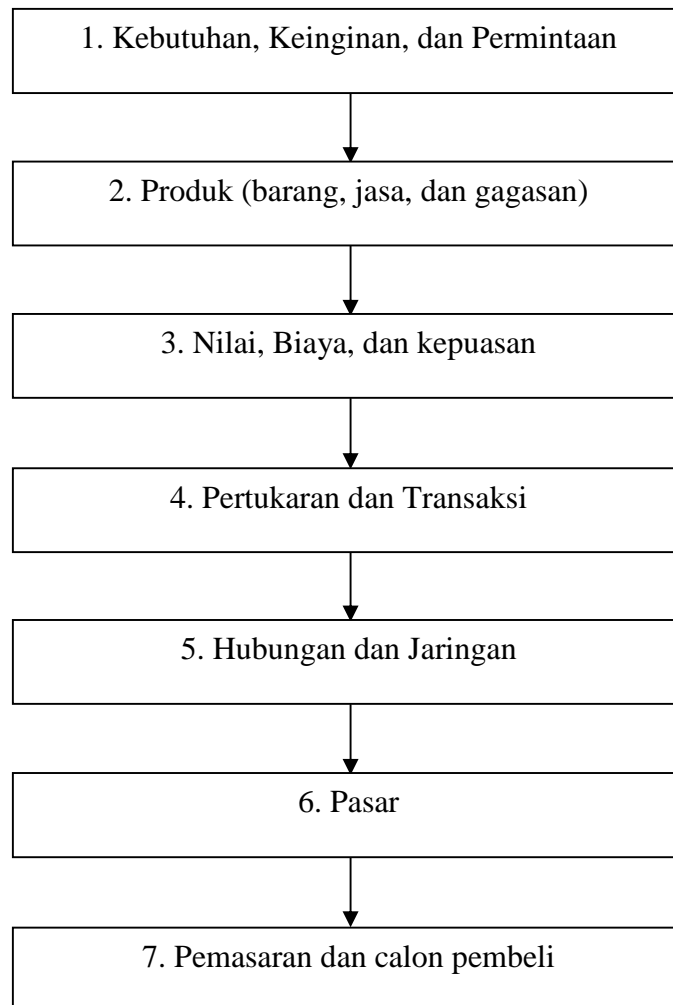 1. Kebutuhan, Keinginan, dan Permintaan
2. Produk (barang, jasa, dan gagasan)
3. Nilai, Biaya, dan kepuasan
4. Pertukaran dan Transaksi
5. Hubungan dan Jaringan
6. Pasar
7. Pemasaran dan calon pembeli